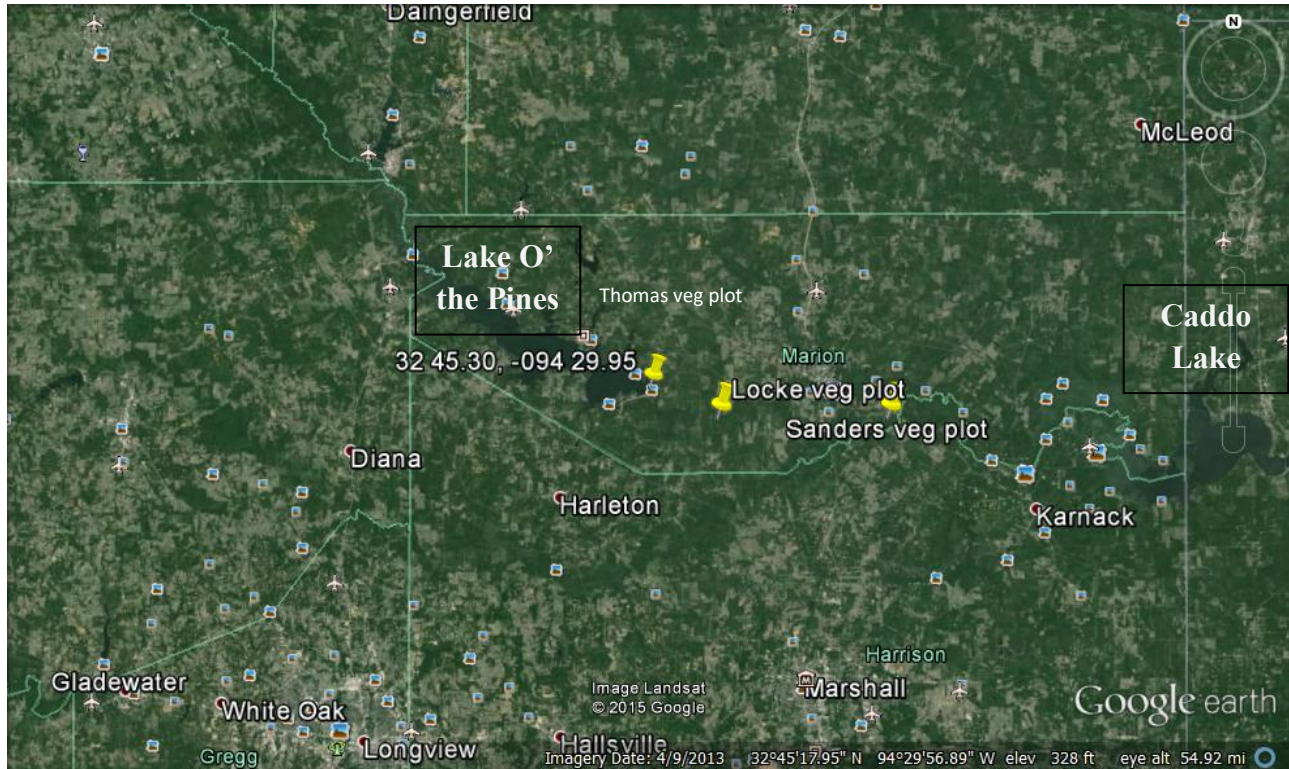 Daingerfield
N
McLeod
Lake O'
the Pines
Thomas veg plot
Caddo
Lake
32 45.30, -094 29.95
Marion
Locke veg plot
Sanders veg plot
Diana
Harleton
Karnack
Harrison
Gladewater
White Oak
Marshall
Image Landsat
© 2015 Google
Google earth
Gregg
Longview
Hallsville
Imagery Date: 4/9/2013 32°45'17.95" N 94°29'56.89" W elev 328 ft eye alt 54.92 mi